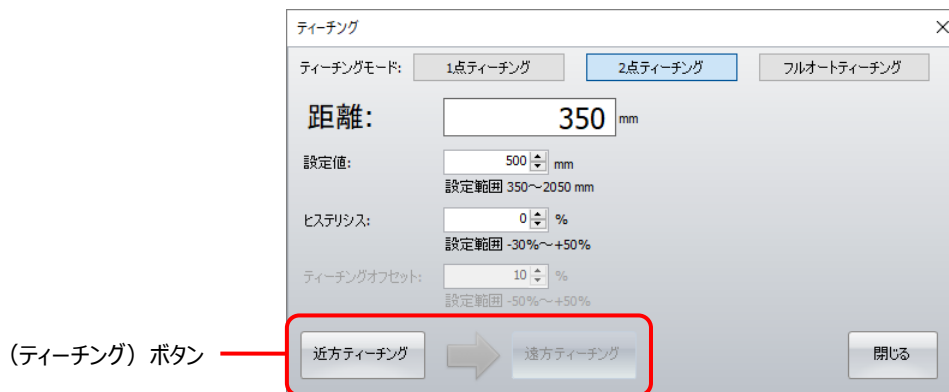 ティーチング
ティーチングモード: 1点ティーチング 2点ティーチング フルオートティーチング
距離: 350 mm
設定値: 500 mm
設定範囲 350～2050 mm
ヒステリシス: 0 %
設定範囲 -30%～+50%
ティーチングオフセット: 10 %
設定範囲 -50%～+50%
（ティーチング）ボタン 近方ティーチング 遠方ティーチング 閉じる